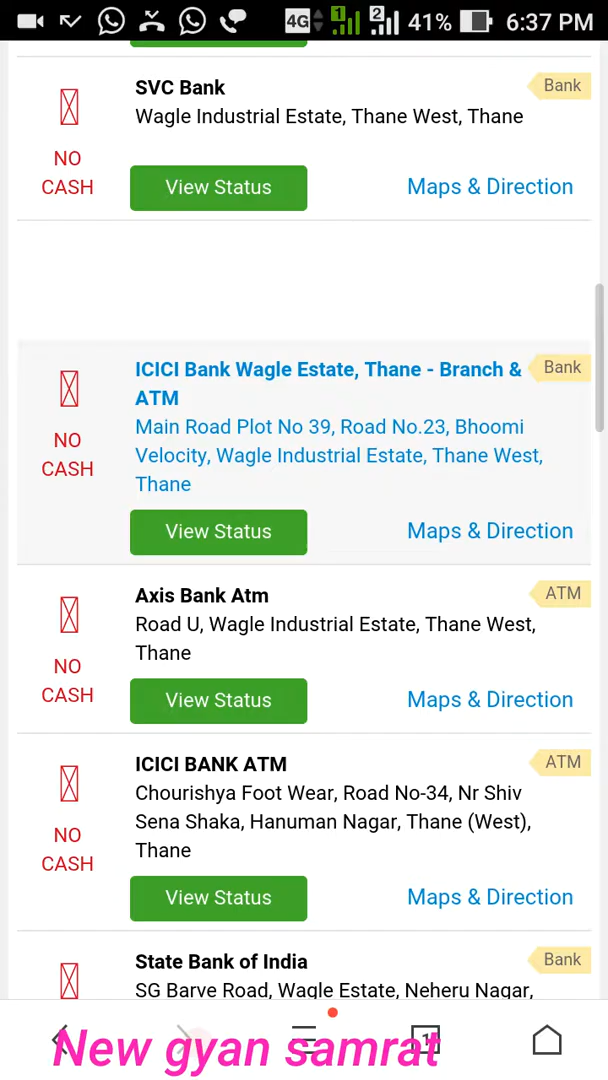 4G 1 2 41% 6:37 PM
SVC Bank
Bank
Wagle Industrial Estate, Thane West, Thane
NO
CASH
View Status
Maps & Direction
ICICI Bank Wagle Estate, Thane - Branch &
ATM
Bank
Main Road Plot No 39, Road No.23, Bhoomi
Velocity, Wagle Industrial Estate, Thane West,
Thane
NO
CASH
View Status
Maps & Direction
Axis Bank Atm
ATM
Road U, Wagle Industrial Estate, Thane West,
Thane
NO
CASH
View Status
Maps & Direction
ICICI BANK ATM
ATM
Chourishya Foot Wear, Road No-34, Nr Shiv
Sena Shaka, Hanuman Nagar, Thane (West),
Thane
NO
CASH
View Status
Maps & Direction
State Bank of India
Bank
SG Barve Road, Wagle Estate, Neheru Nagar,
New gyan samrat
1